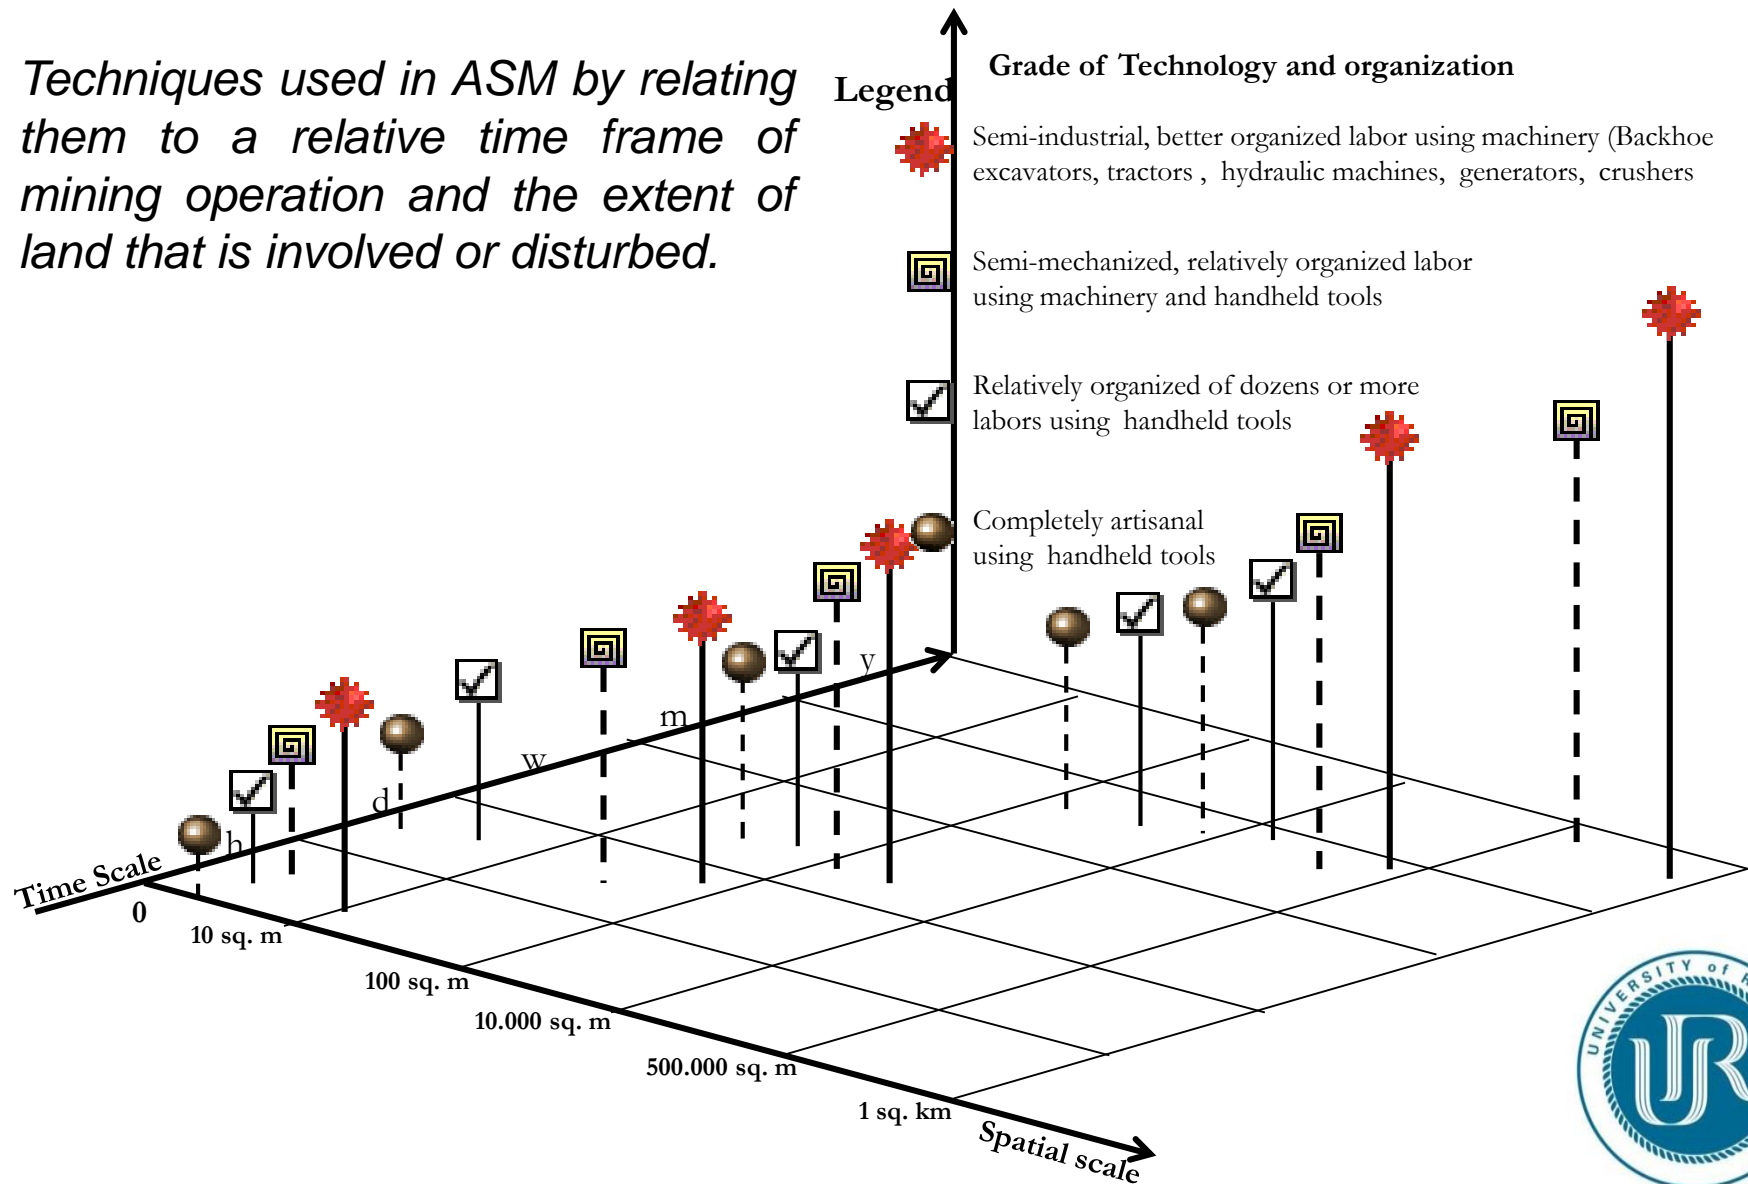 Techniques used in ASM by relating
them to a relative time frame of
mining operation and the extent of
land that is involved or disturbed.
Legend
Grade of Technology and organization
Semi-industrial, better organized labor using machinery (Backhoe
excavators, tractors , hydraulic machines, generators, crushers
Semi-mechanized, relatively organized labor
using machinery and handheld tools
Relatively organized of dozens or more
labors using handheld tools
Completely artisanal
using handheld tools
y
m
w
d
h
Time Scale
0
10 sq. m
100 sq. m
10.000 sq. m
500.000 sq. m
1 sq. km
Spatial scale
UNIVERSITY of
UR